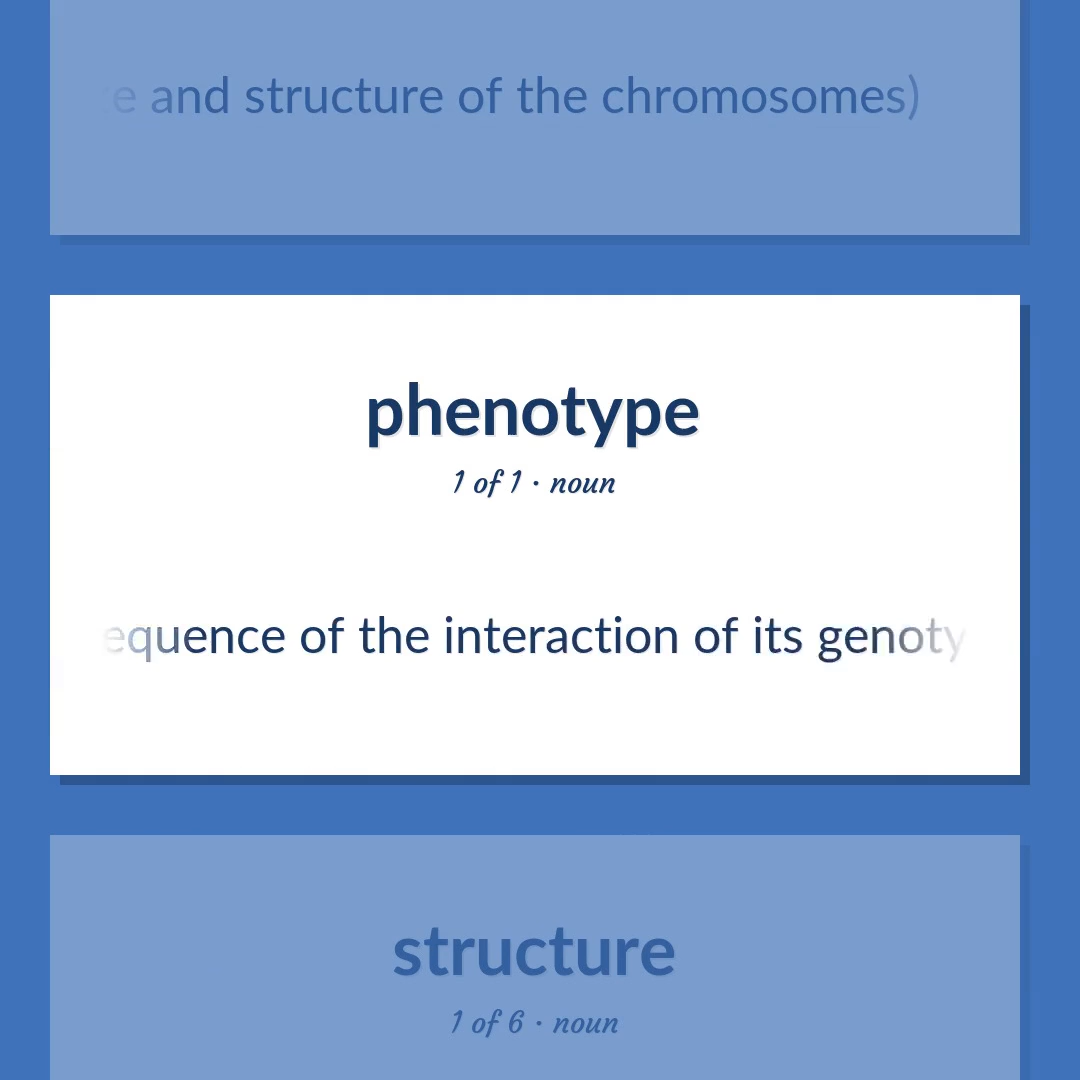 e and structure of the chromosomes)
phenotype
1 of 1 · noun
equence of the interaction of its genoty
structure
1 of 6 · noun